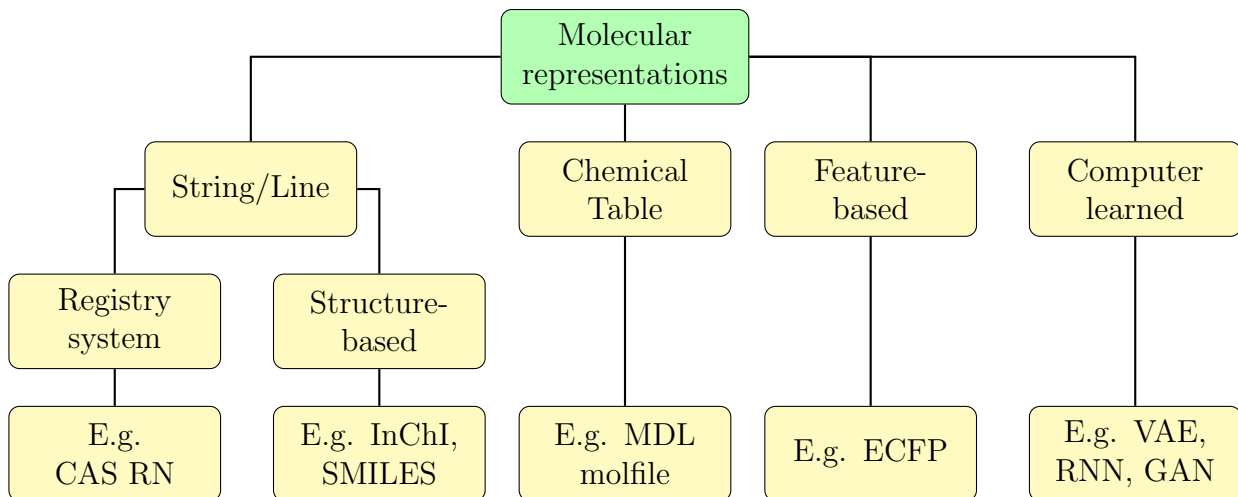 Molecular
representations
String/Line
Chemical
Table
Feature-
based
Computer
learned
Registry
system
Structure-
based
E.g.
CAS RN
E.g. InChI,
SMILES
E.g. MDL
molfile
E.g. ECFP
E.g. VAE,
RNN, GAN